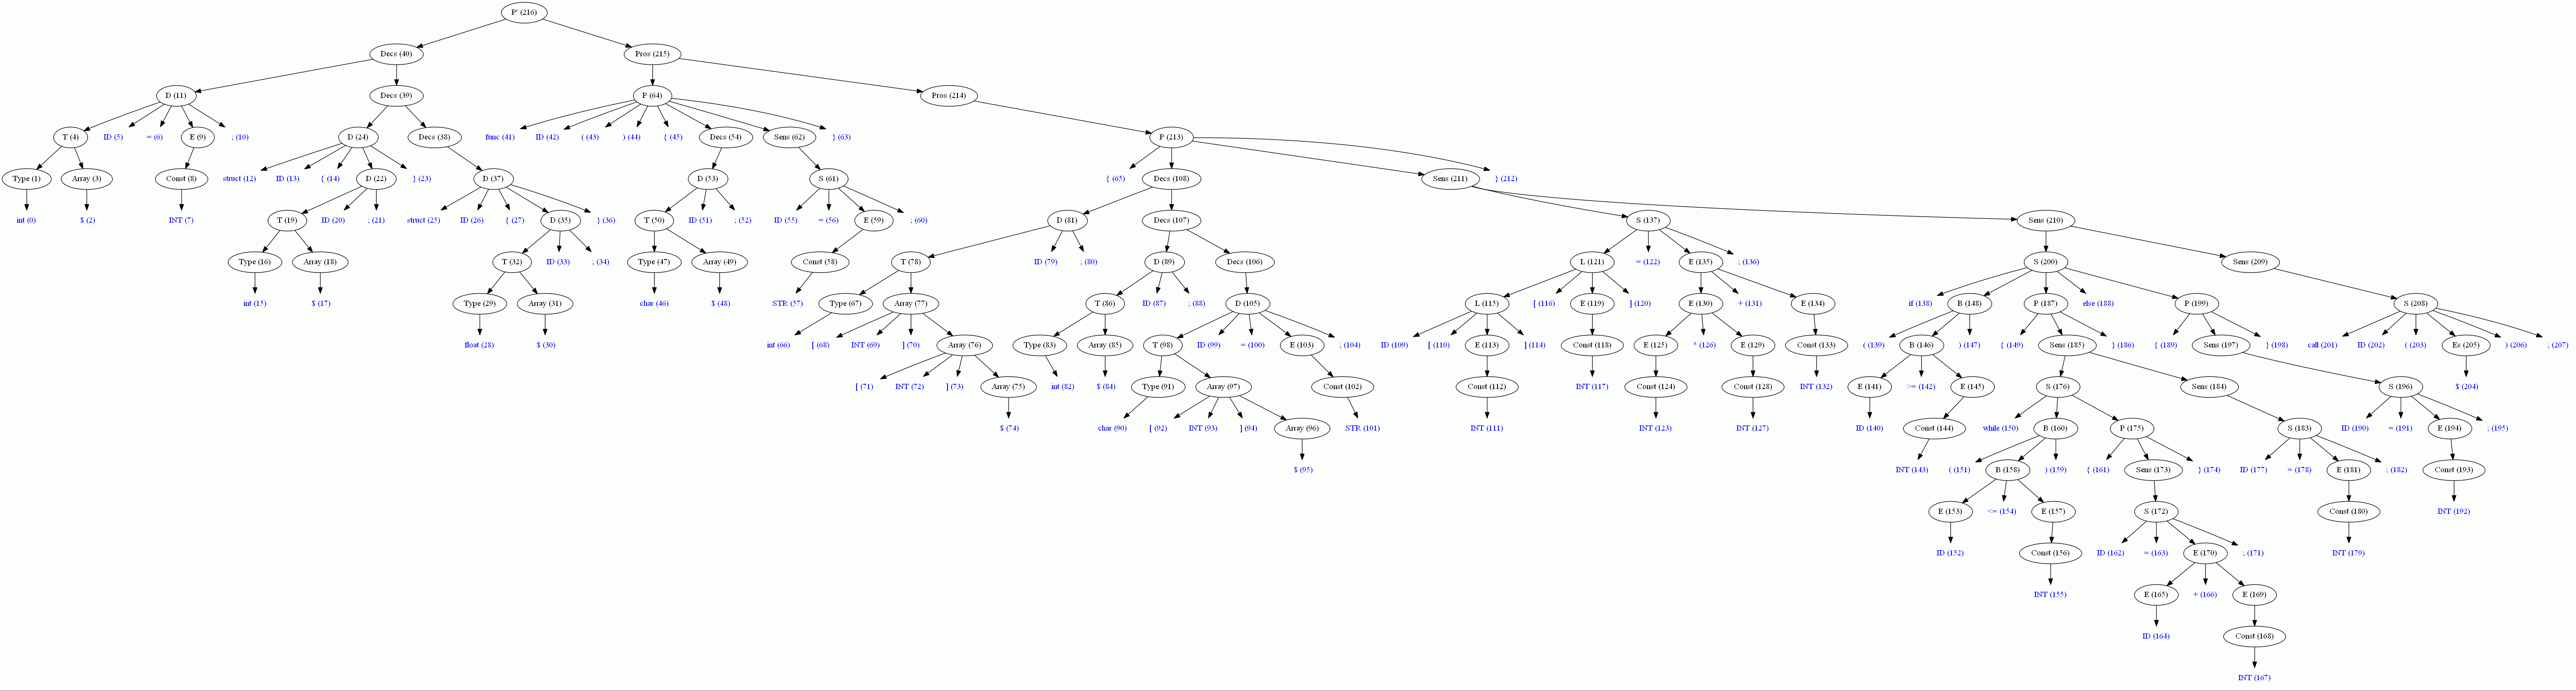 P' (216)
Decs (40) Pros (215)
D (11) Decs (39) P (64) Pros (214)
T (4) ID (5) = (6) E (9) ; (10) D (24) Decs (38) func (41) ID (42) ( (43) ) (44) { (45) Decs (54) Sens (62) } (63) P (213)
Type (1) Array (3) Const (8) struct (12) ID (13) { (14) D (22) } (23) D (37) D (53) S (61) { (65) Decs (108) Sens (211) } (212)
int (0) $ (2) INT (7) T (19) ID (20) ; (21) struct (25) ID (26) { (27) D (35) } (36) T (50) ID (51) ; (52) ID (55) = (56) E (59) ; (60) D (81) Decs (107) S (137) Sens (210)
Type (16) Array (18) T (32) ID (33) ; (34) Type (47) Array (49) Const (58) T (78) ID (79) ; (80) D (89) Decs (106) L (121) = (122) E (135) ; (136) S (200) Sens (209)
int (15) $ (17) Type (29) Array (31) char (46) $ (48) STR (57) Type (67) Array (77) T (86) ID (87) ; (88) D (105) L (115) [ (116) E (119) ] (120) E (130) + (131) E (134) if (138) B (148) P (187) else (188) P (199) S (208)
float (28) $ (30) int (66) [ (68) INT (69) ] (70) Array (76) Type (83) Array (85) T (98) ID (99) = (100) E (103) ; (104) ID (109) [ (110) E (113) ] (114) Const (118) E (125) * (126) E (129) Const (133) ( (139) B (146) ) (147) { (149) Sens (185) } (186) { (189) Sens (197) } (198) call (201) ID (202) ( (203) Es (205) ) (206) ; (207)
[ (71) INT (72) ] (73) Array (75) int (82) $ (84) Type (91) Array (97) Const (102) Const (112) INT (117) Const (124) Const (128) INT (132) E (141) >= (142) E (145) S (176) Sens (184) S (196) $ (204)
$ (74) char (90) [ (92) INT (93) ] (94) Array (96) STR (101) INT (111) INT (123) INT (127) ID (140) Const (144) while (150) B (160) P (175) S (183) ID (190) = (191) E (194) ; (195)
$ (95) INT (143) ( (151) B (158) ) (159) { (161) Sens (173) } (174) ID (177) = (178) E (181) ; (182) Const (193)
E (153) <= (154) E (157) S (172) Const (180) INT (192)
ID (152) Const (156) ID (162) = (163) E (170) ; (171) INT (179)
INT (155) E (165) + (166) E (169)
ID (164) Const (168)
INT (167)